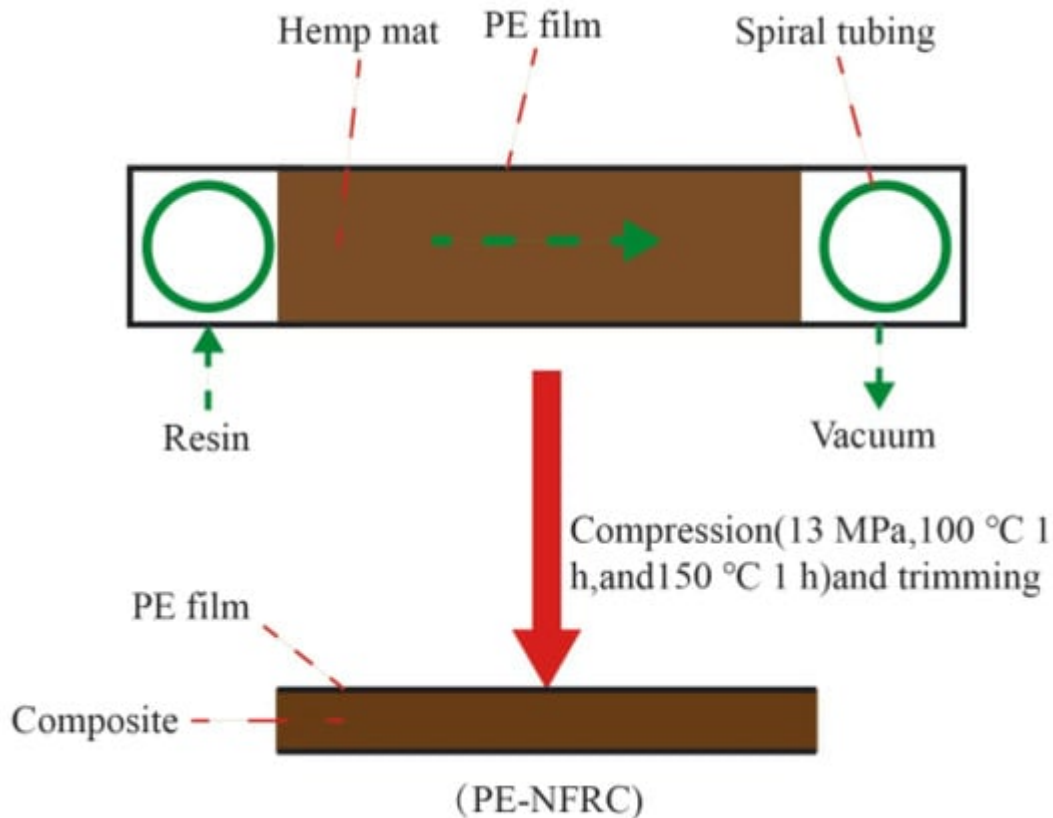 Hemp mat
PE film
Spiral tubing
Resin
Vacuum
Compression(13 MPa,100 ℃ 1
h,and150 ℃ 1 h)and trimming
PE film
Composite
(PE-NFRC)